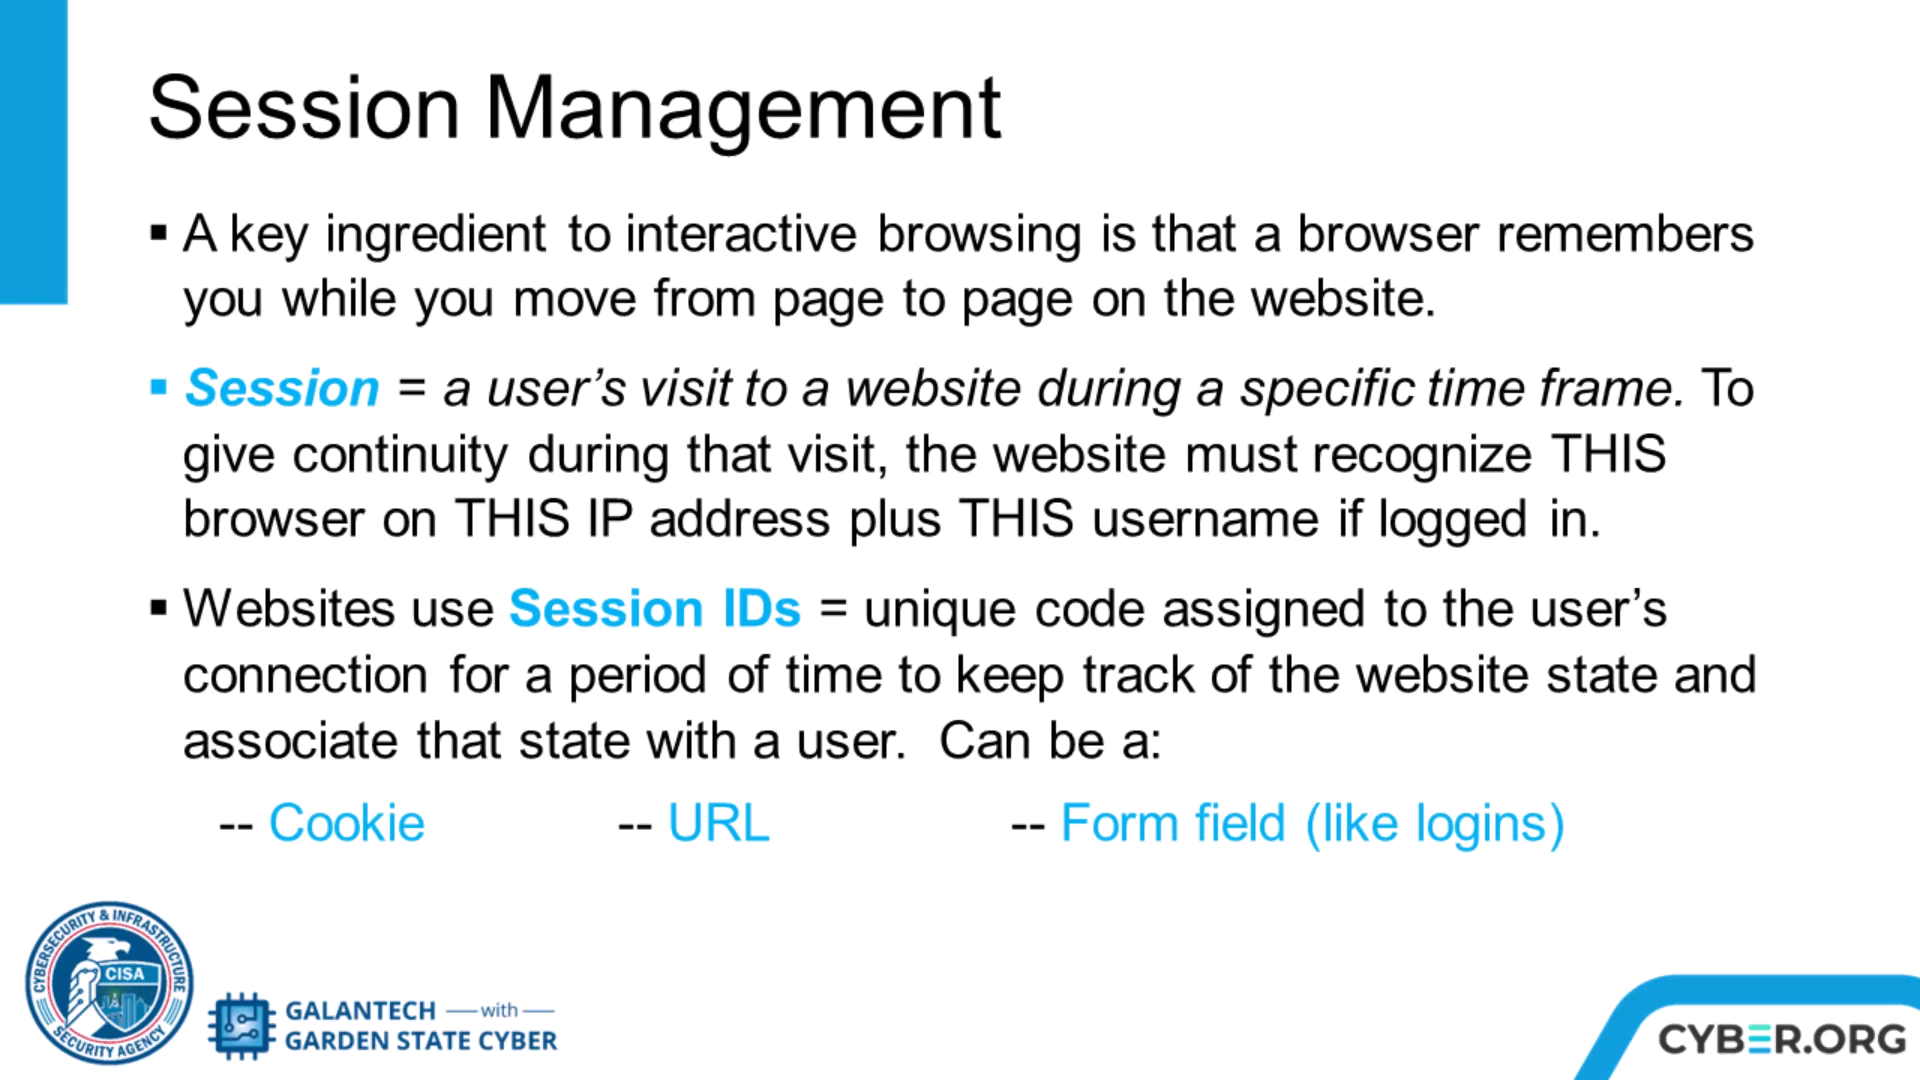 Session Management
▪ A key ingredient to interactive browsing is that a browser remembers
you while you move from page to page on the website.
▪ Session = a user’s visit to a website during a specific time frame. To
give continuity during that visit, the website must recognize THIS
browser on THIS IP address plus THIS username if logged in.
▪ Websites use Session IDs = unique code assigned to the user’s
connection for a period of time to keep track of the website state and
associate that state with a user.  Can be a:
-- Cookie -- URL -- Form field (like logins)
CYBERSECURITY & INFRASTRUCTURE
CISA
SECURITY AGENCY
GALANTECH — with —
GARDEN STATE CYBER
CYBER.ORG